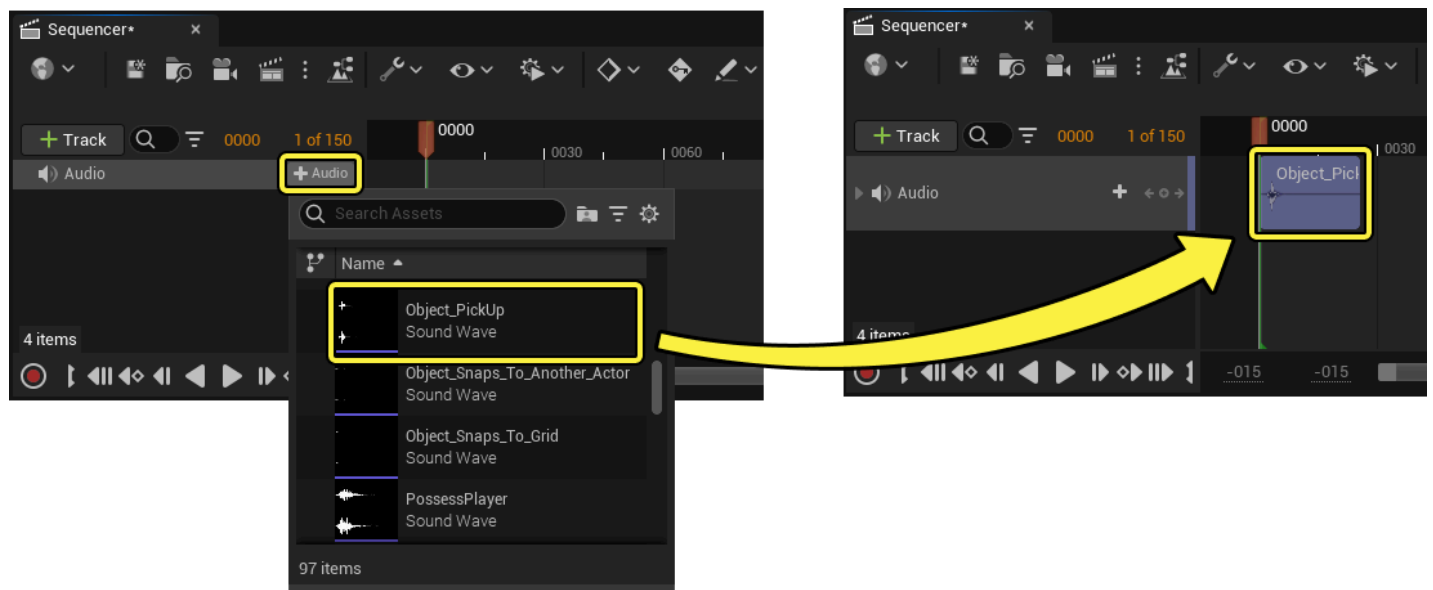 Sequencer*
+ Track
0000
1 of 150
0000
0030
0060
Audio
+ Audio
Search Assets
Name
Object_PickUp
Sound Wave
Object_Snaps_To_Another_Actor
Sound Wave
Object_Snaps_To_Grid
Sound Wave
PossessPlayer
Sound Wave
97 items
4 items
Sequencer*
+ Track
0000
1 of 150
0000
0030
Audio
Object_Pick
4 items
-015
-015